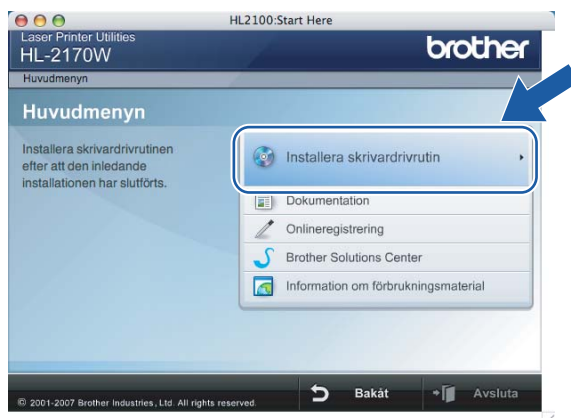 HL2100:Start Here
Laser Printer Utilities
HL-2170W
brother
Huvudmenyn
Huvudmenyn
Installera skrivardrivrutinen
efter att den inledande
installationen har slutförts.
Installera skrivardrivrutin
Dokumentation
Onlineregistrering
Brother Solutions Center
Information om förbrukningsmaterial
© 2001-2007 Brother Industries, Ltd. All rights reserved.
Bakåt
Avsluta